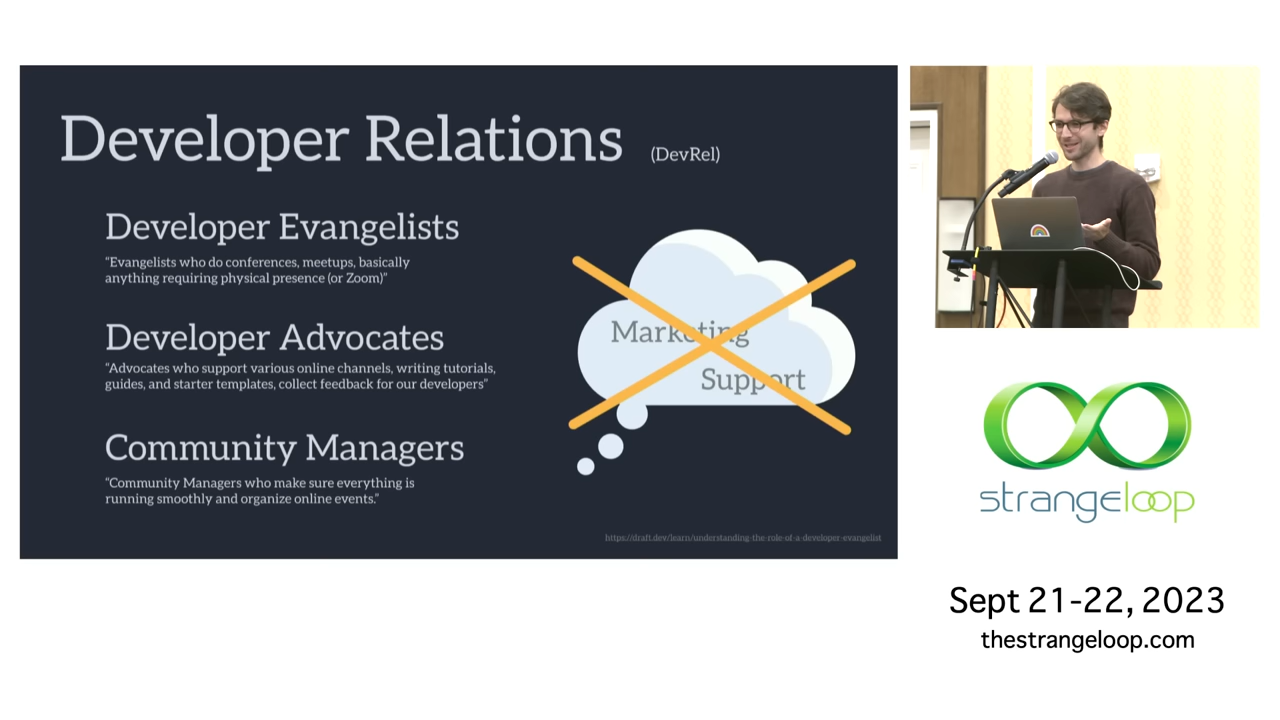 Developer Relations (DevRel)
Developer Evangelists
“Evangelists who do conferences, meetups, basically
anything requiring physical presence (or Zoom)”
Developer Advocates
“Advocates who support various online channels, writing tutorials,
guides, and starter templates, collect feedback for our developers”
Community Managers
“Community Managers who make sure everything is
running smoothly and organize online events.”
Marketing
Support
https://draft.dev/learn/understanding-the-role-of-a-developer-evangelist
strangeloop
Sept 21-22, 2023
thestrangeloop.com